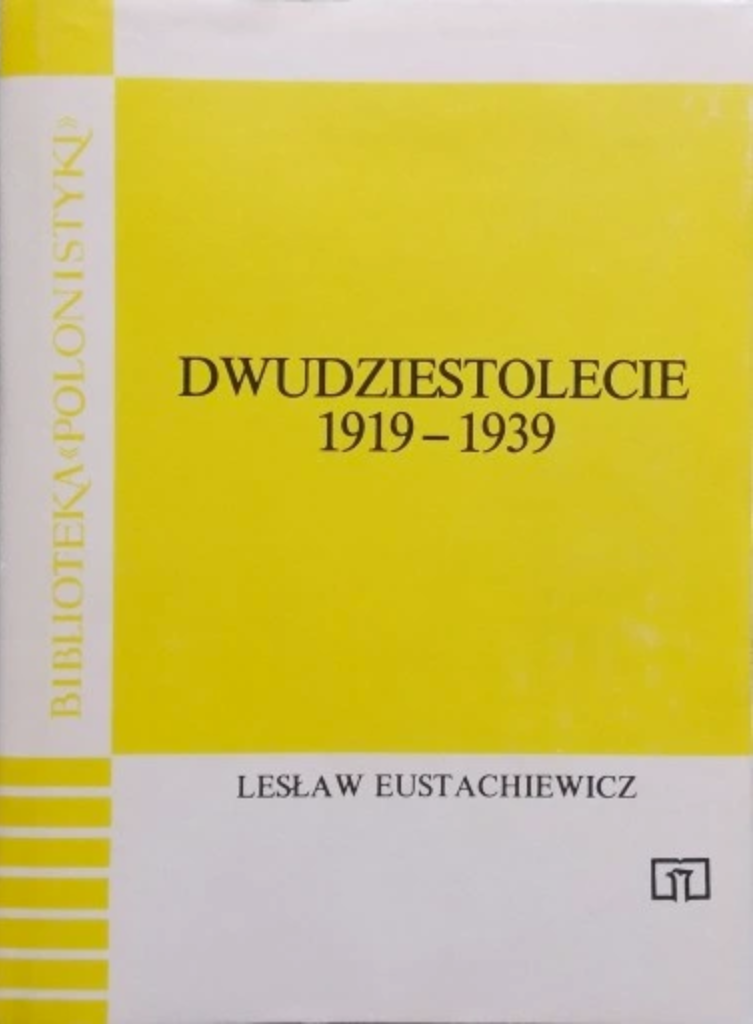 BIBLIOTEKA «POLONISTYKI»
DWUDZIESTOLECIE
1919 – 1939
LESŁAW EUSTACHIEWICZ